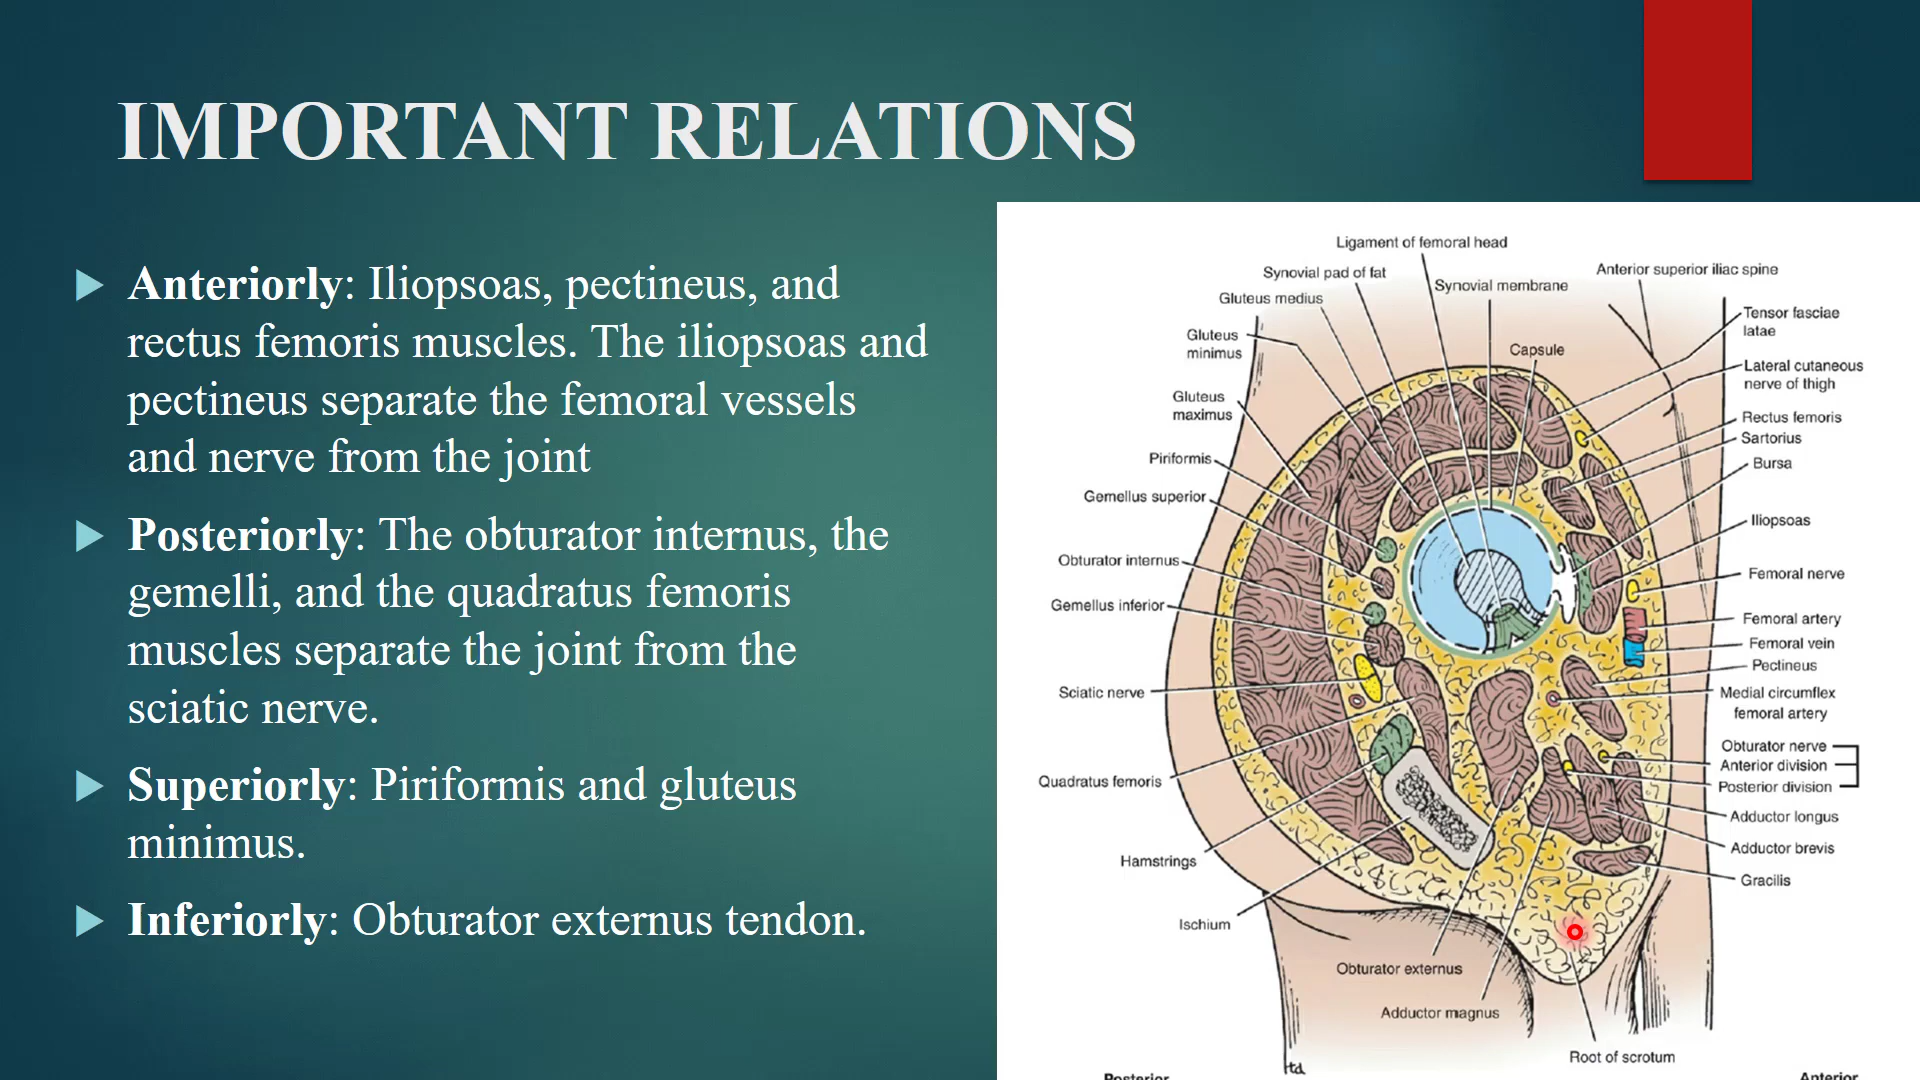 IMPORTANT RELATIONS
▶ Anteriorly: Iliopsoas, pectineus, and
rectus femoris muscles. The iliopsoas and
pectineus separate the femoral vessels
and nerve from the joint
▶ Posteriorly: The obturator internus, the
gemelli, and the quadratus femoris
muscles separate the joint from the
sciatic nerve.
▶ Superiorly: Piriformis and gluteus
minimus.
▶ Inferiorly: Obturator externus tendon.
Ligament of femoral head
Synovial pad of fat
Synovial membrane
Gluteus medius
Gluteus
minimus
Capsule
Gluteus
maximus
Piriformis
Gemellus superior
Obturator internus
Gemellus inferior
Sciatic nerve
Quadratus femoris
Hamstrings
Ischium
Anterior superior iliac spine
Tensor fasciae
latae
Lateral cutaneous
nerve of thigh
Rectus femoris
Sartorius
Bursa
Iliopsoas
Femoral nerve
Femoral artery
Femoral vein
Pectineus
Medial circumflex
femoral artery
Obturator nerve
Anterior division
Posterior division
Adductor longus
Adductor brevis
Gracilis
Obturator externus
Adductor magnus
Root of scrotum
td
Posterior
Anterior